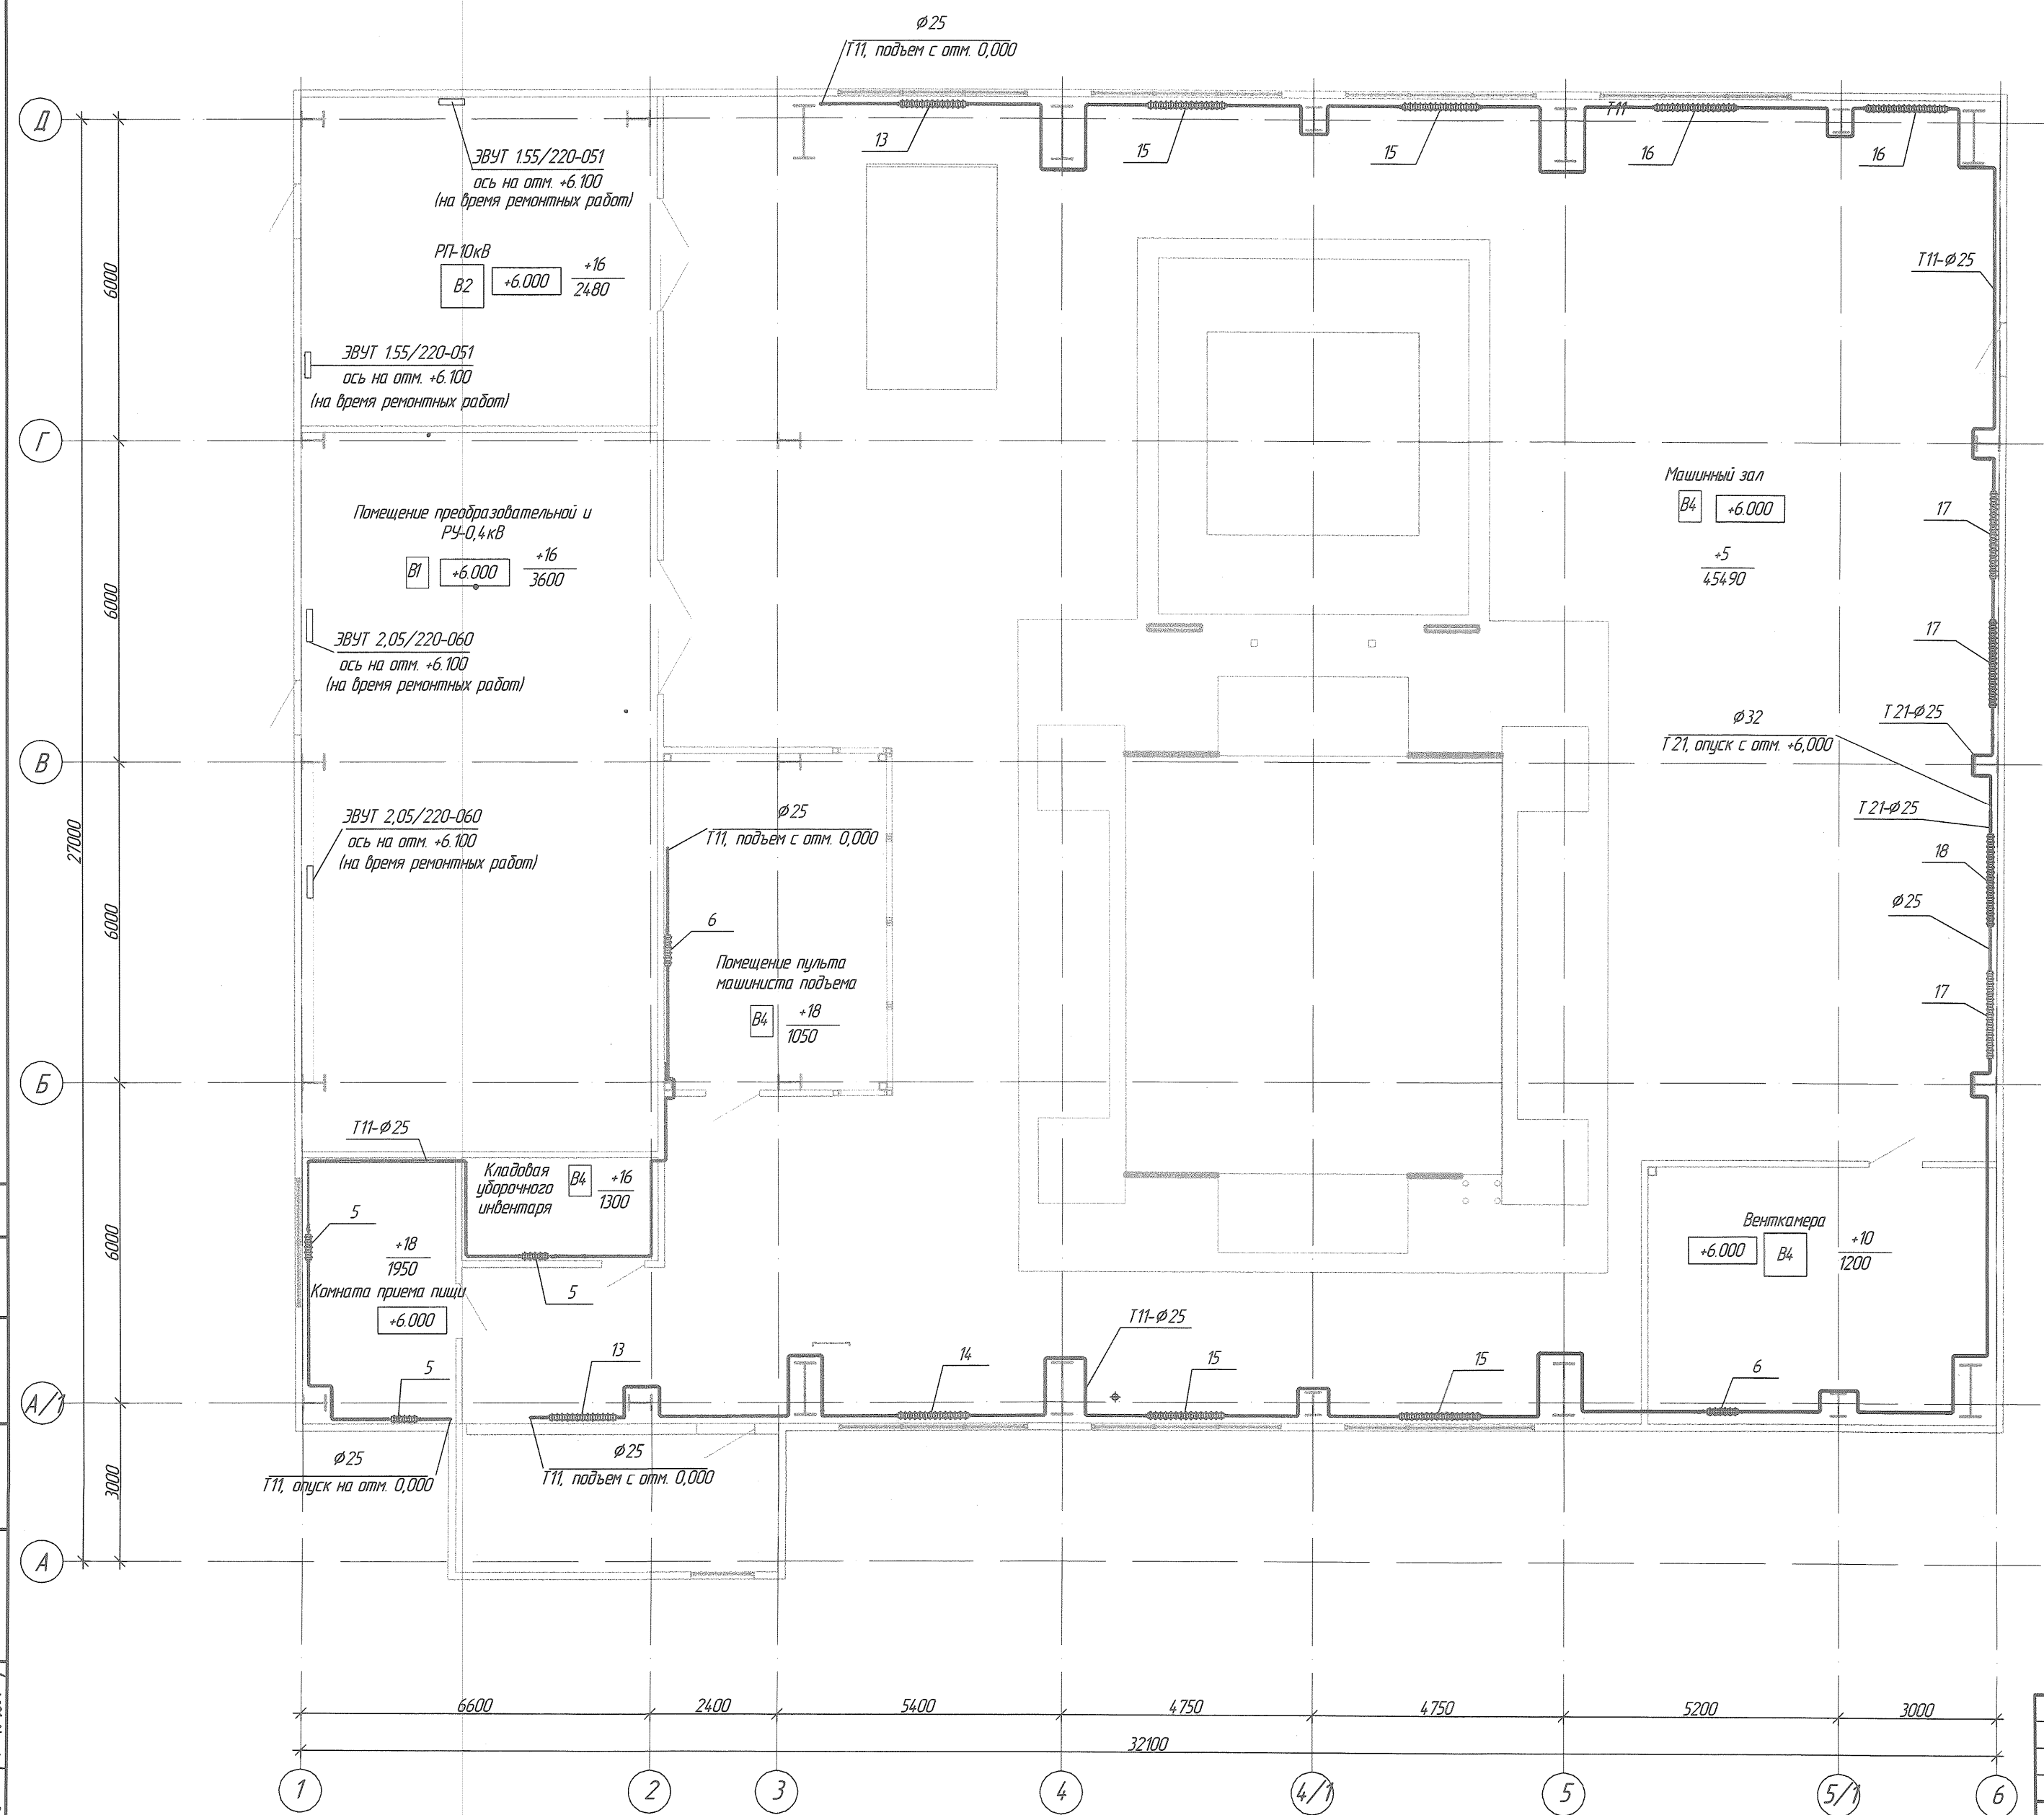 Ø25
Т11, подъем с отм. 0,000
Д
13
15
15
Т11
16
16
ЭВУТ 1.55/220-051
ось на отм. +6.100
(на время ремонтных работ)
РП-10кВ
В2
+6.000
+16
2480
Т11-Ø25
6000
ЭВУТ 1.55/220-051
ось на отм. +6.100
(на время ремонтных работ)
Г
Машинный зал
В4
+6.000
+5
45490
17
Помещение преобразовательной и
РУ-0,4кВ
В1
+6.000
+16
3600
6000
ЭВУТ 2,05/220-060
ось на отм. +6.100
(на время ремонтных работ)
17
Ø32
Т21, опуск с отм. +6,000
Т21-Ø25
В
Т21-Ø25
27000
ЭВУТ 2,05/220-060
ось на отм. +6.100
(на время ремонтных работ)
Ø25
Т11, подъем с отм. 0,000
18
Ø25
6000
6
Помещение пульта
машиниста подъема
В4
+18
1050
17
Б
Т11-Ø25
Кладовая
уборочного
инвентаря
В4
+16
1300
5
+18
1950
Комната приема пищи
+6.000
5
6000
Венткамера
+6.000
В4
+10
1200
Т11-Ø25
5
13
14
15
15
6
А/1
Ø25
Т11, опуск на отм. 0,000
Ø25
Т11, подъем с отм. 0,000
3000
А
6600
2400
5400
4750
4750
5200
3000
32100
1
2
3
4
4/1
5
5/1
6